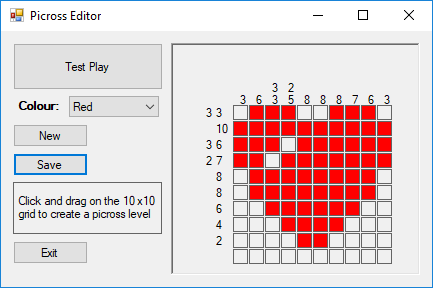 Picross Editor
Test Play
Colour: Red
New
Save
Click and drag on the 10 x10
grid to create a picross level
Exit
3 2
3 6 3 5 8 8 8 7 6 3
3 3
10
3 6
2 7
8
8
6
4
2